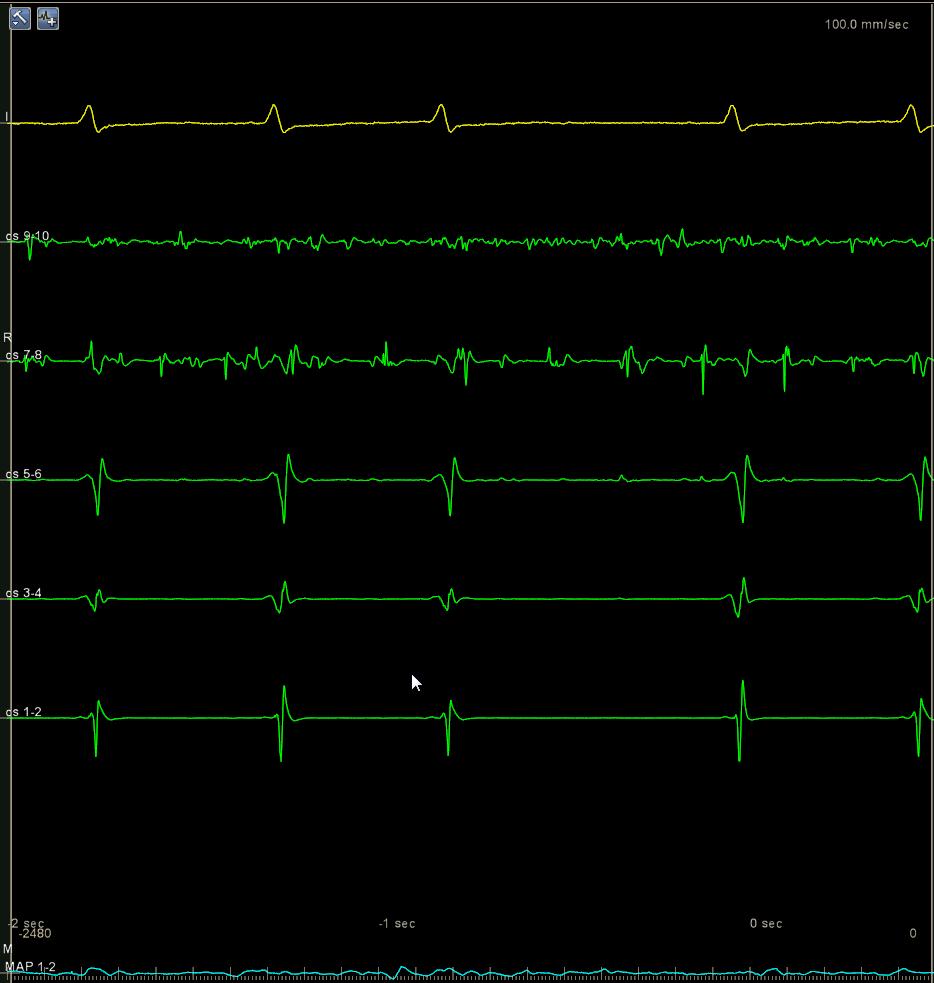 100.0 mm/sec
I
cs 9-10
R
cs 7-8
cs 5-6
cs 3-4
cs 1-2
-2 sec
-1 sec
0 sec
-2480
0
M
MAP 1-2